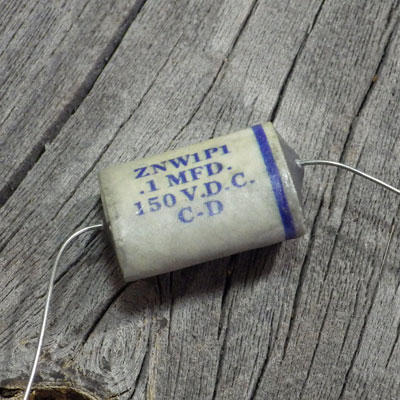 ZNW1P1
.1 MFD.
150 V.D.C.
C-D